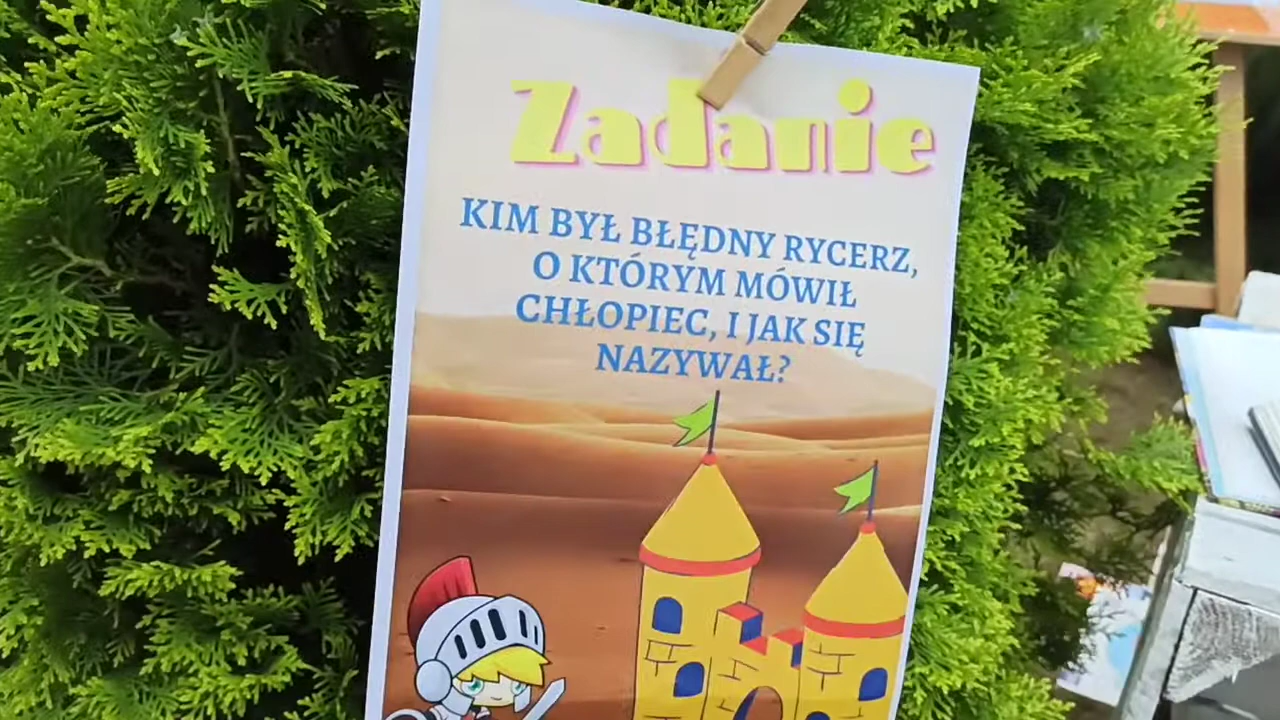 Zadanie
KIM BYŁ BŁĘDNY RYCERZ,
O KTÓRYM MÓWIŁ
CHŁOPIEC, I JAK SIĘ
NAZYWAŁ?